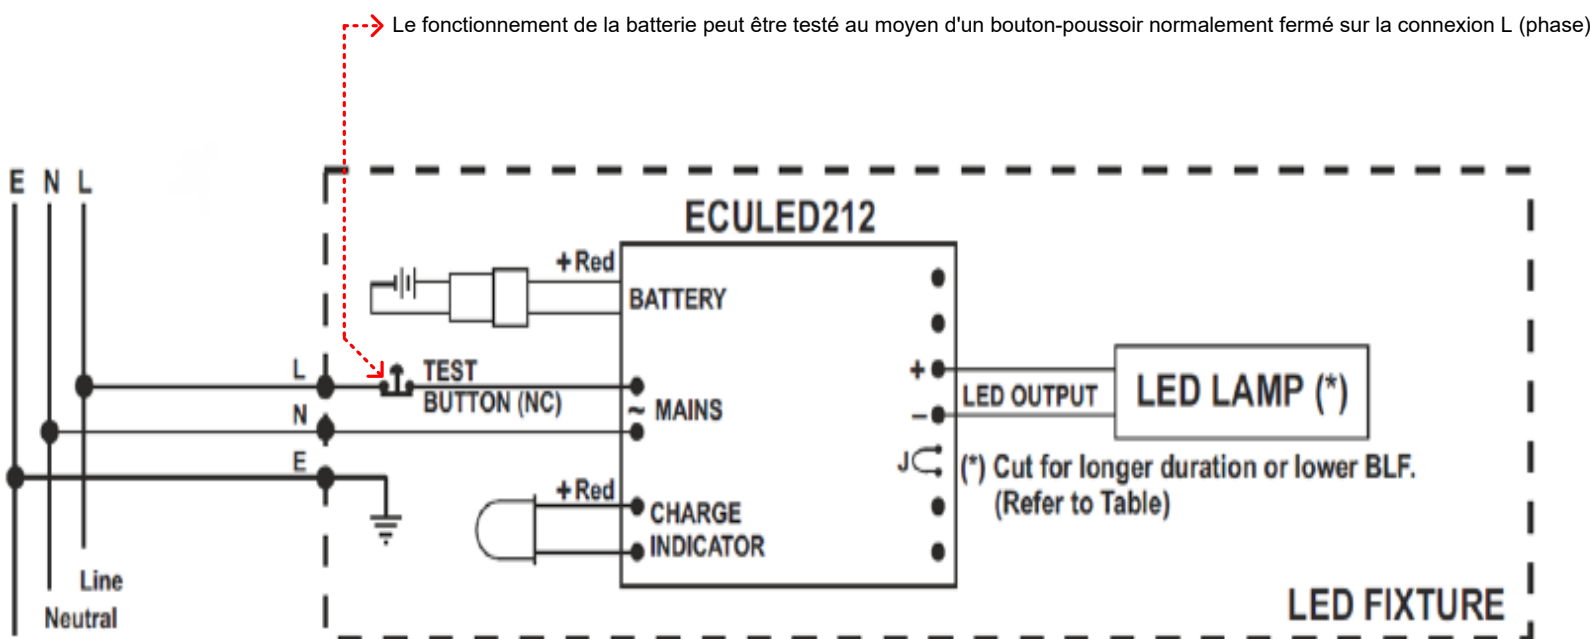 Le fonctionnement de la batterie peut être testé au moyen d'un bouton-poussoir normalement fermé sur la connexion L (phase)
E N L
ECULED212
+Red
BATTERY
L
TEST
BUTTON (NC)
N
~ MAINS
E
+Red
CHARGE
INDICATOR
+
LED OUTPUT
–
LED LAMP (*)
J
(*) Cut for longer duration or lower BLF.
(Refer to Table)
Line
Neutral
LED FIXTURE